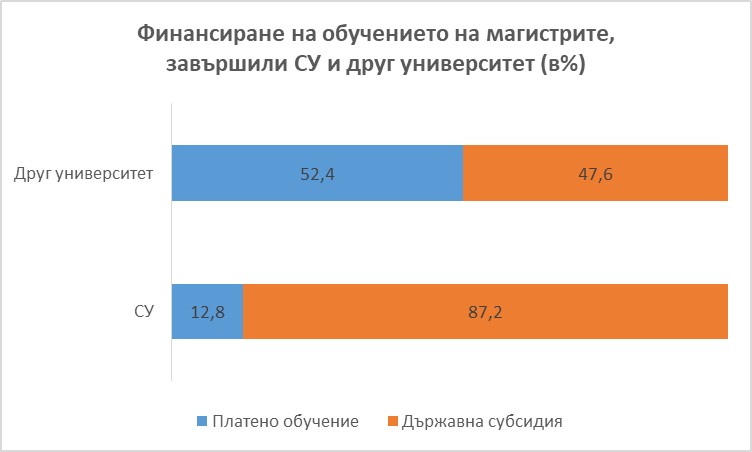 Финансиране на обучението на магистрите,
завършили СУ и друг университет (в%)
Друг университет
52,4
47,6
СУ
12,8
87,2
Платено обучение
Държавна субсидия